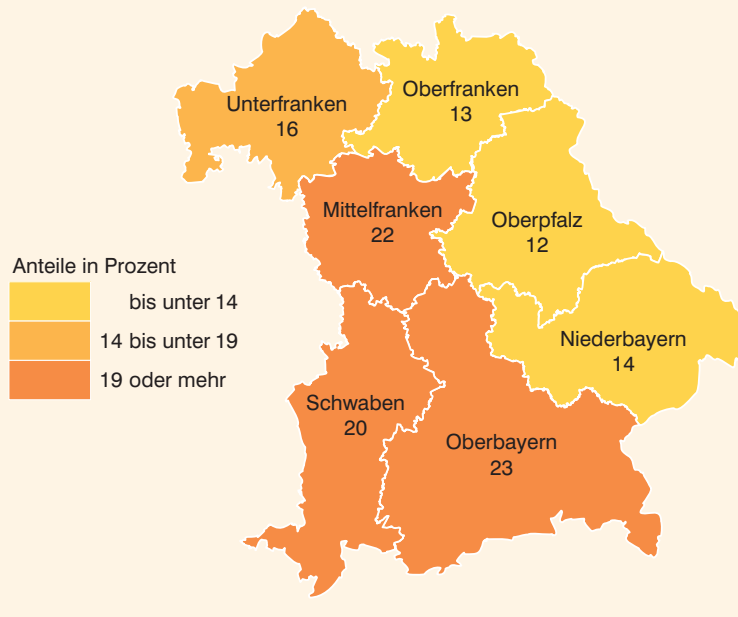 Unterfranken
16
Oberfranken
13
Mittelfranken
22
Oberpfalz
12
Anteile in Prozent
bis unter 14
14 bis unter 19
19 oder mehr
Niederbayern
14
Schwaben
20
Oberbayern
23